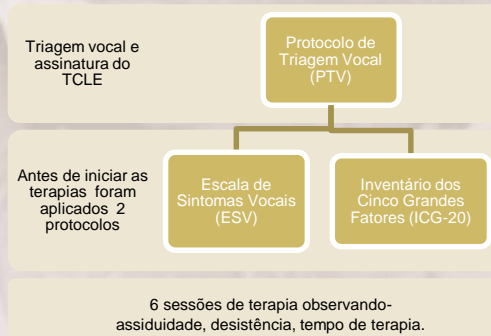 Triagem vocal e
assinatura do
TCLE
Protocolo de
Triagem Vocal
(PTV)
Antes de iniciar as
terapias foram
aplicados 2
protocolos
Escala de
Sintomas Vocais
(ESV)
Inventário dos
Cinco Grandes
Fatores (ICG-20)
6 sessões de terapia observando-
assiduidade, desistência, tempo de terapia.